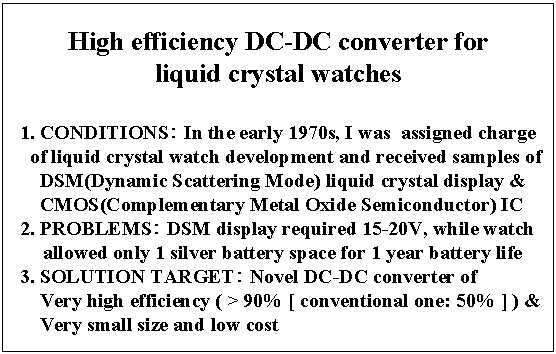 High efficiency DC-DC converter for
liquid crystal watches
1. CONDITIONS: In the early 1970s, I was assigned charge
of liquid crystal watch development and received samples of
DSM(Dynamic Scattering Mode) liquid crystal display &
CMOS(Complementary Metal Oxide Semiconductor) IC
2. PROBLEMS: DSM display required 15-20V, while watch
allowed only 1 silver battery space for 1 year battery life
3. SOLUTION TARGET: Novel DC-DC converter of
Very high efficiency ( > 90% [ conventional one: 50% ] ) &
Very small size and low cost